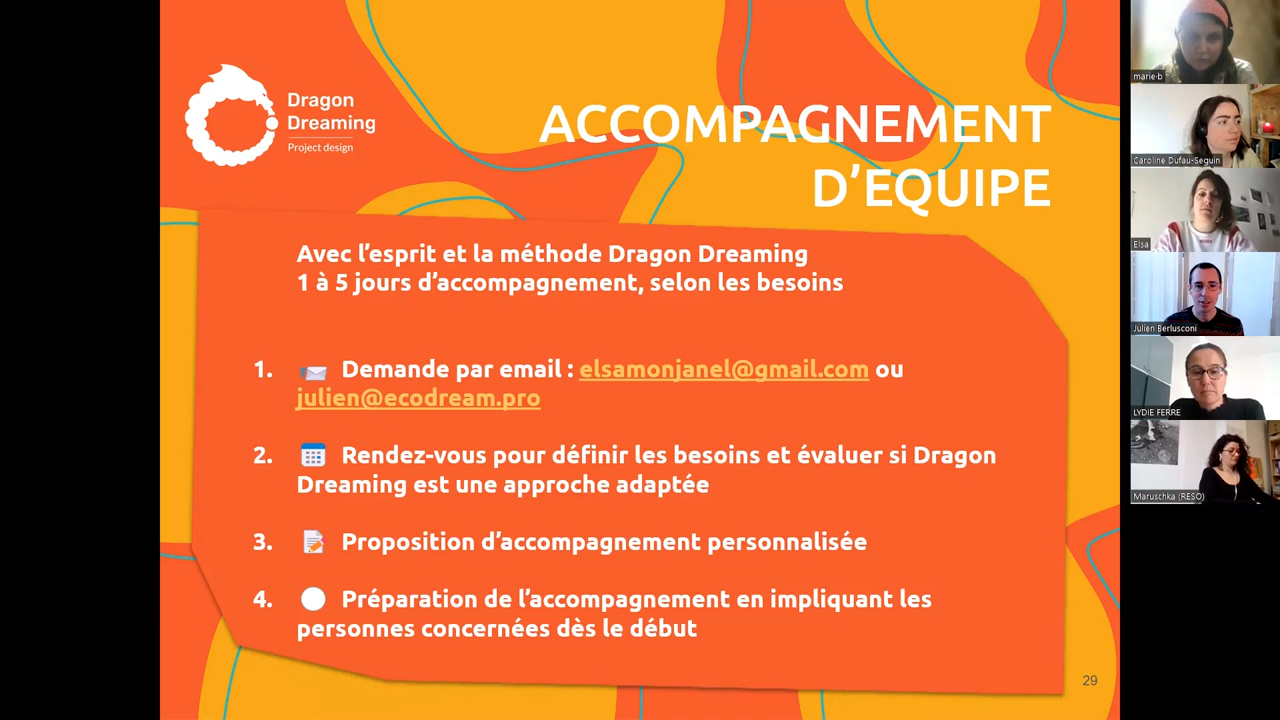 Dragon
Dreaming
Project design
ACCOMPAGNEMENT
D’EQUIPE
Avec l’esprit et la méthode Dragon Dreaming
1 à 5 jours d’accompagnement, selon les besoins
1. Demande par email : elsamonjanel@gmail.com ou
julien@ecodream.pro
2. Rendez-vous pour définir les besoins et évaluer si Dragon
Dreaming est une approche adaptée
3. Proposition d’accompagnement personnalisée
4. Préparation de l’accompagnement en impliquant les
personnes concernées dès le début
29
marie-b
Caroline Dufau-Seguin
Elsa
Julien Berlusconi
LYDIE FERRE
Maruschka (RESO)